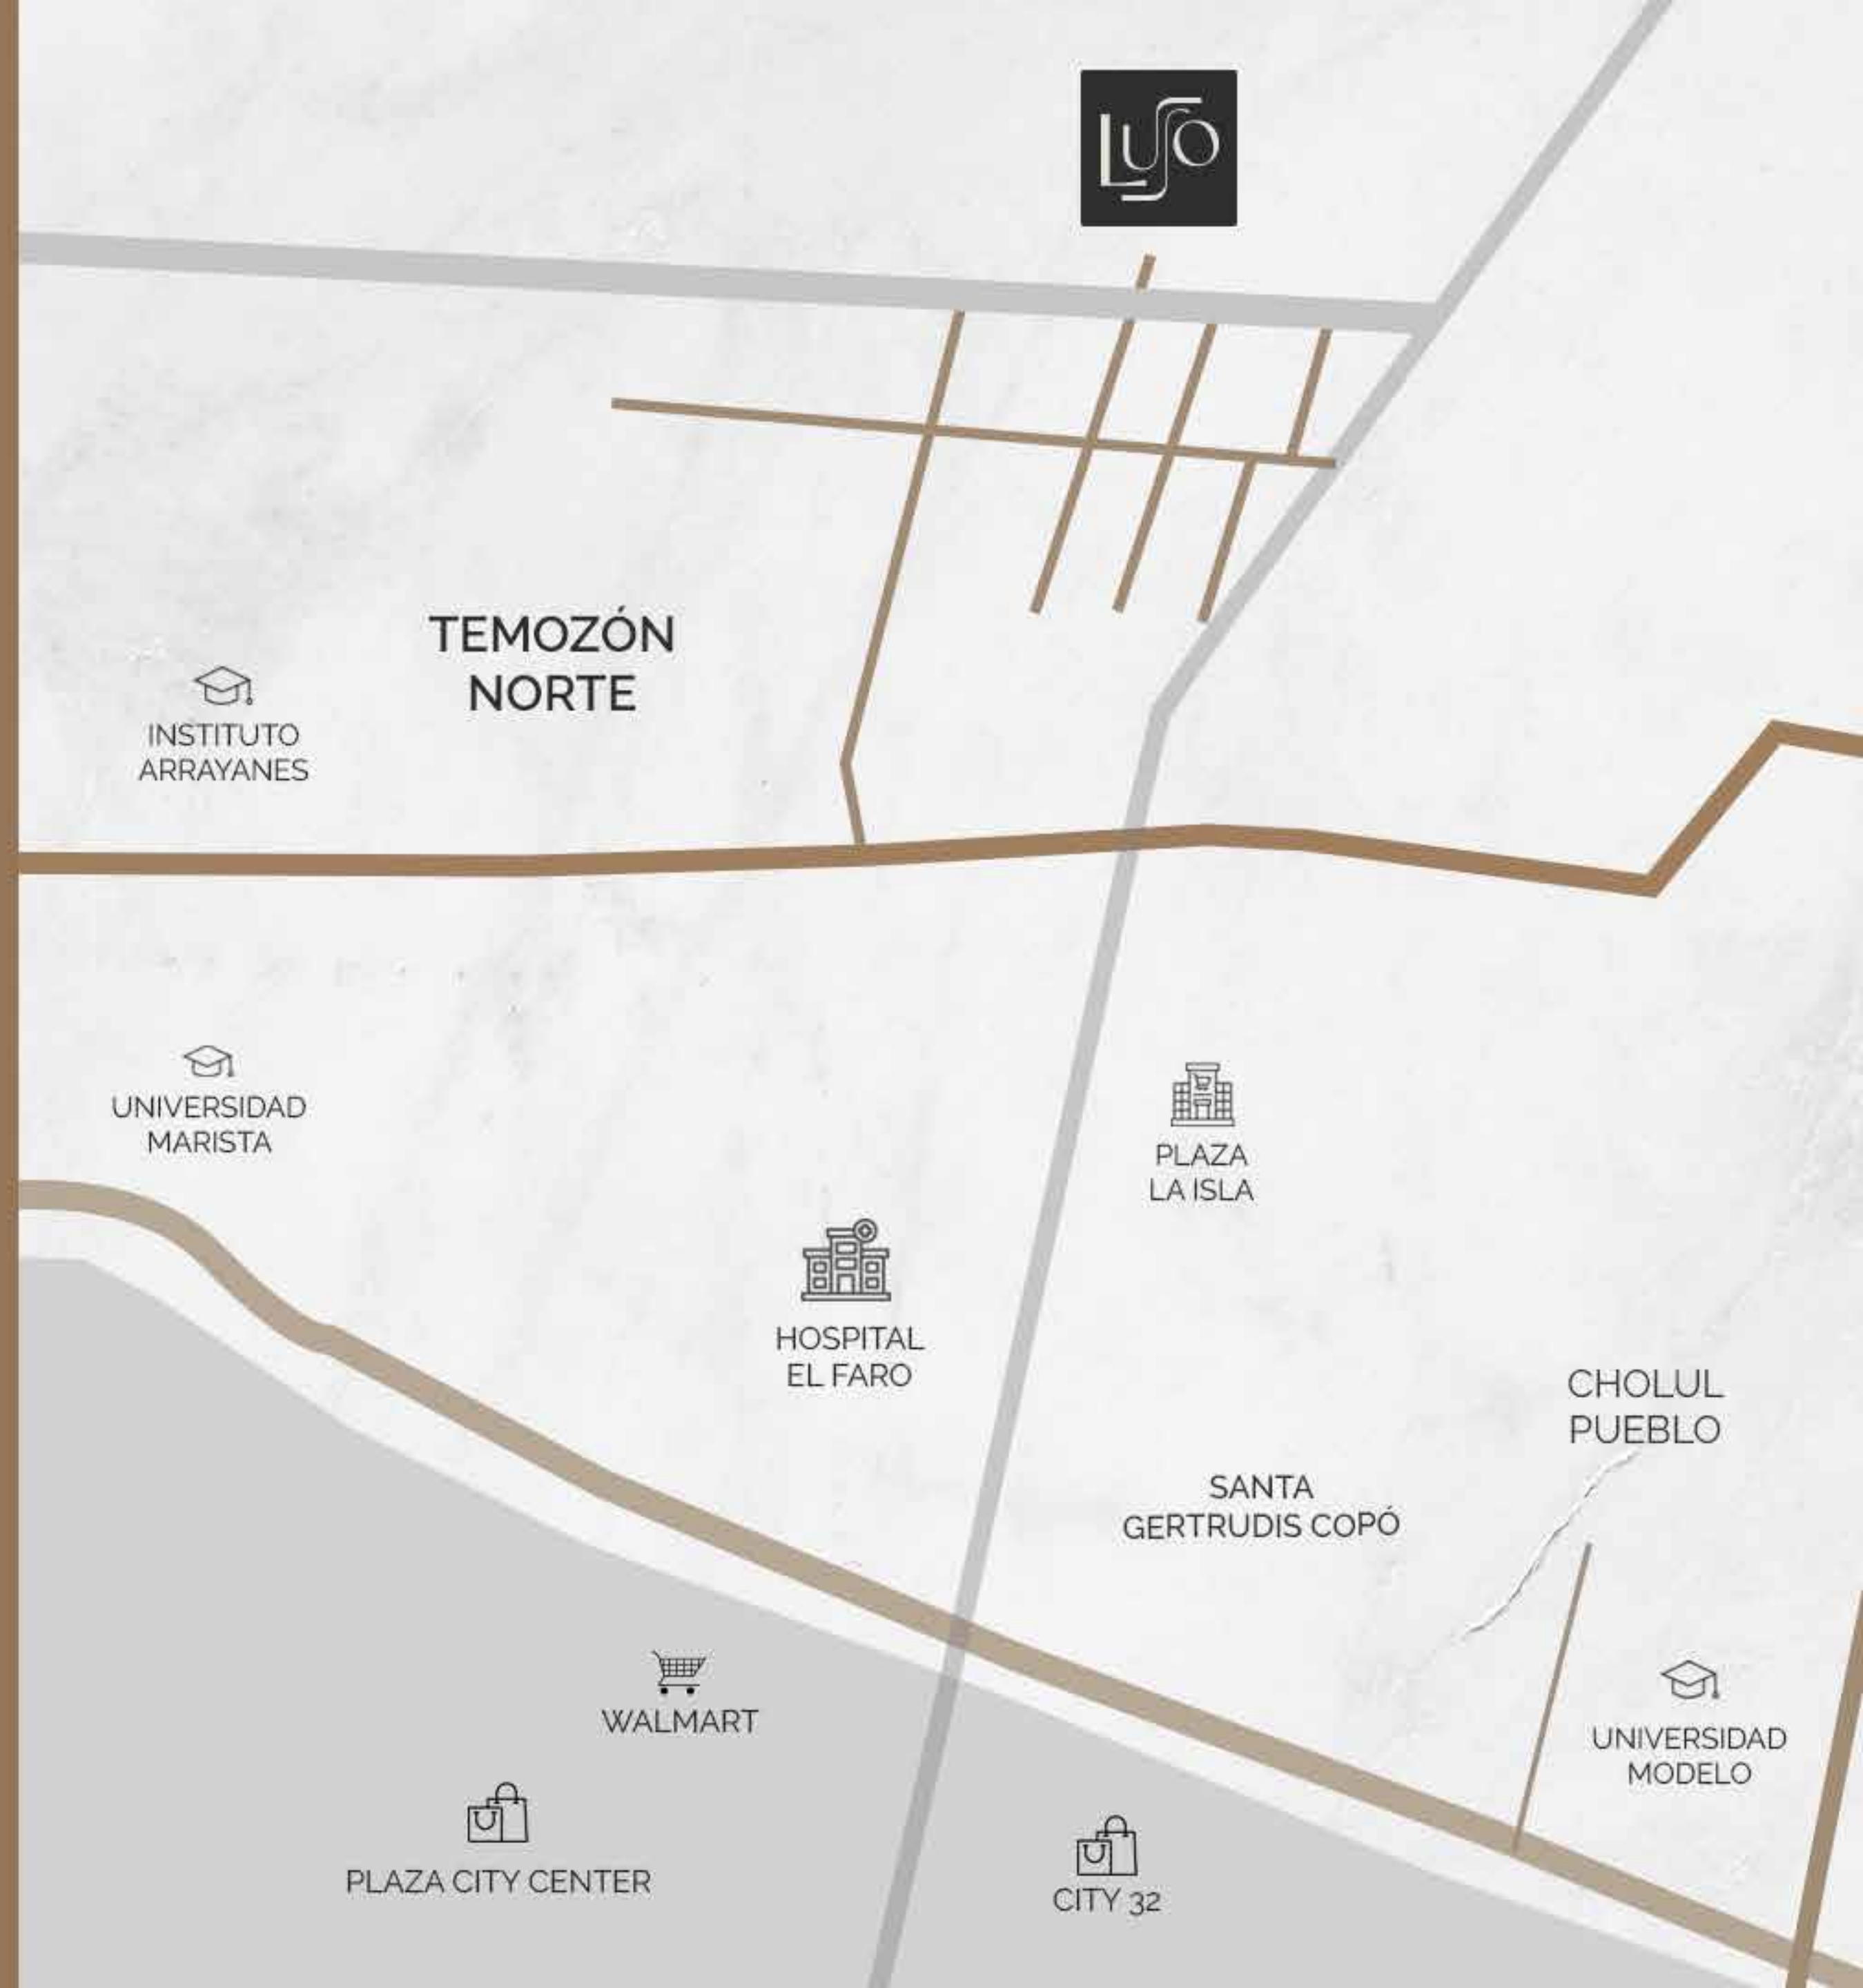 LUSO
TEMOZÓN
NORTE
INSTITUTO
ARRAYANES
UNIVERSIDAD
MARISTA
PLAZA
LA ISLA
HOSPITAL
EL FARO
CHOLUL
PUEBLO
SANTA
GERTRUDIS COPÓ
WALMART
UNIVERSIDAD
MODELO
PLAZA CITY CENTER
CITY 32